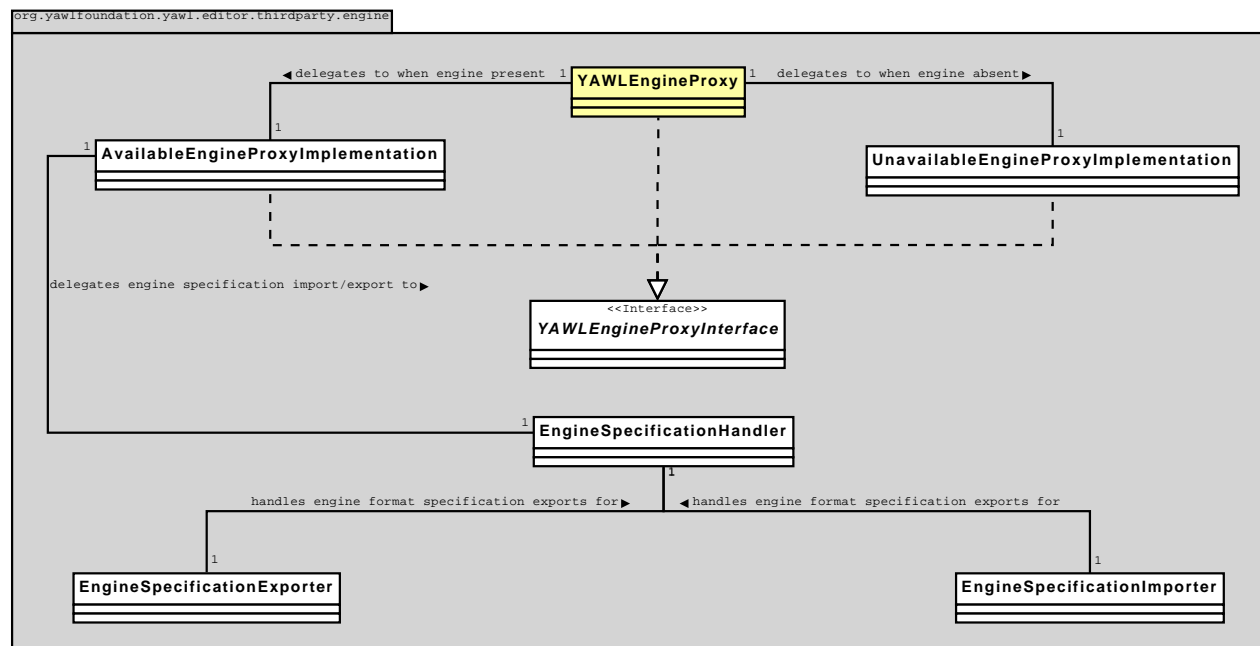 org.yawlfoundation.yawl.editor.thirdparty.engine
◄ delegates to when engine present 1
YAWLEngineProxy
1 delegates to when engine absent ►
1
1
1
AvailableEngineProxyImplementation
UnavailableEngineProxyImplementation
delegates engine specification import/export to ►
<<Interface>>
YAWLEngineProxyInterface
1
EngineSpecificationHandler
1
handles engine format specification exports for ►
◄ handles engine format specification exports for
1
1
EngineSpecificationExporter
EngineSpecificationImporter